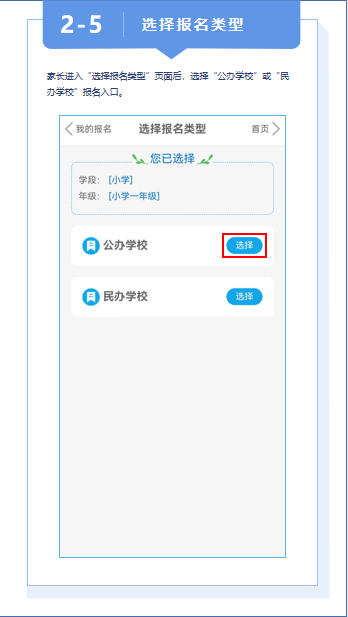 2-5 选择报名类型
家长进入“选择报名类型”页面后，选择“公办学校”或“民
办学校”报名入口。
我的报名 选择报名类型 首页
您已选择
学段： [小学]
年级： [小学一年级]
公办学校 选择
民办学校 选择